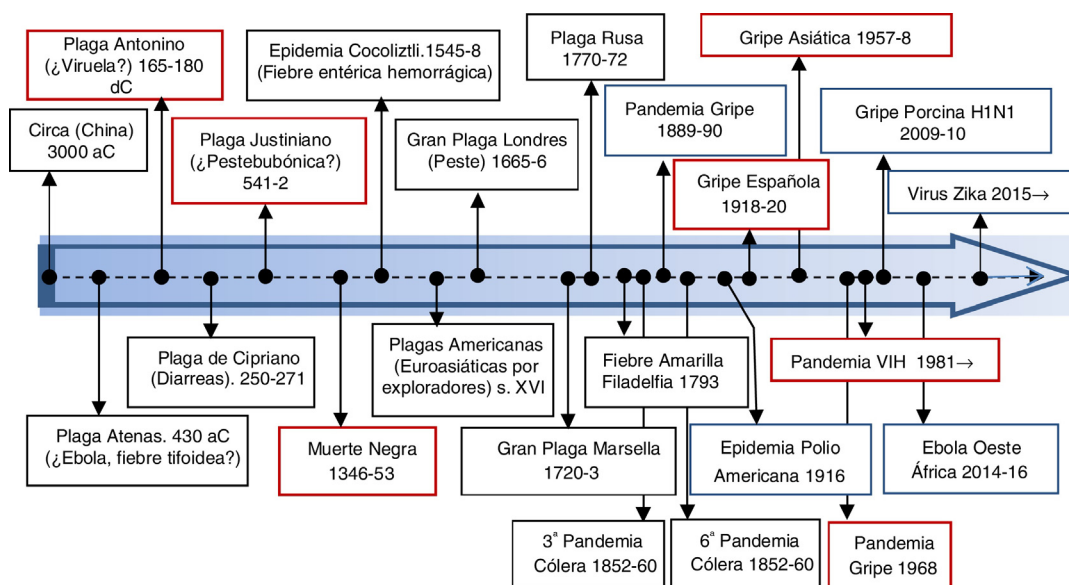 Plaga Antonino
(¿Viruela?) 165-180
dC
Epidemia Cocoliztli.1545-8
(Fiebre entérica hemorrágica)
Plaga Rusa
1770-72
Gripe Asiática 1957-8
Circa (China)
3000 aC
Plaga Justiniano
(¿Pestebubónica?)
541-2
Gran Plaga Londres
(Peste) 1665-6
Pandemia Gripe
1889-90
Gripe Española
1918-20
Gripe Porcina H1N1
2009-10
Virus Zika 2015→
Plaga de Cipriano
(Diarreas). 250-271
Plagas Americanas
(Euroasiáticas por
exploradores) s. XVI
Fiebre Amarilla
Filadelfia 1793
Pandemia VIH 1981→
Plaga Atenas. 430 aC
(¿Ebola, fiebre tifoidea?)
Muerte Negra
1346-53
Gran Plaga Marsella
1720-3
Epidemia Polio
Americana 1916
Ebola Oeste
África 2014-16
3ª Pandemia
Cólera 1852-60
6ª Pandemia
Cólera 1852-60
Pandemia
Gripe 1968